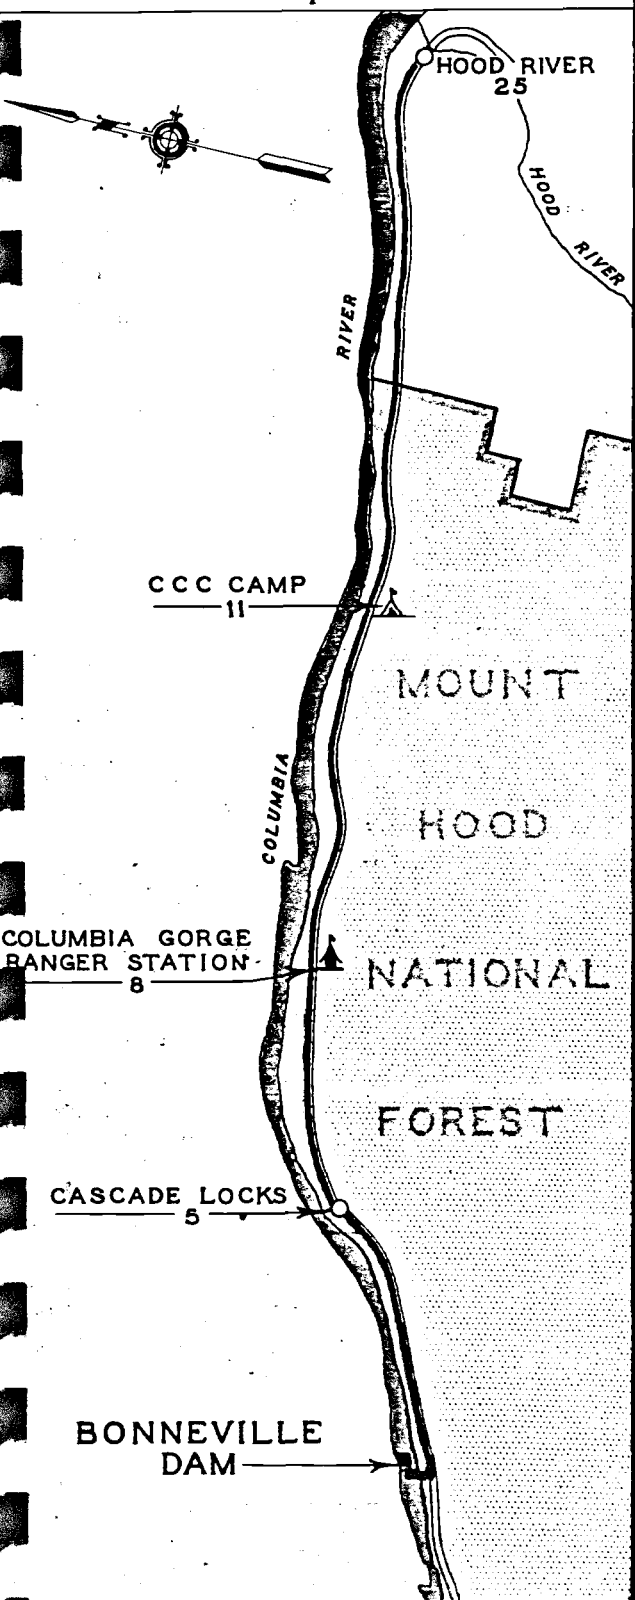 HOOD RIVER
25
HOOD
RIVER
RIVER
CCC CAMP
11
MOUNT
COLUMBIA
HOOD
COLUMBIA GORGE
RANGER STATION
8
NATIONAL
FOREST
CASCADE LOCKS
5
BONNEVILLE
DAM